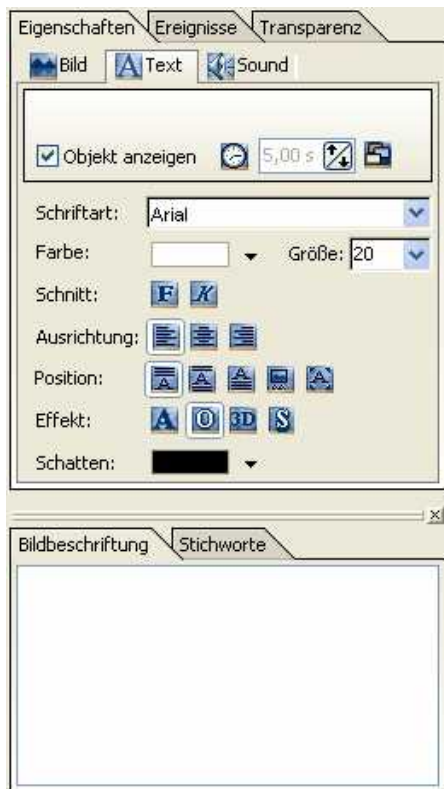 Eigenschaften Ereignisse Transparenz
Bild A Text Sound
Objekt anzeigen 5,00 s
Schriftart: Arial
Farbe: Größe: 20
Schnitt: F K
Ausrichtung:
Position: A A A A
Effekt: A O 3D S
Schatten:
Bildbeschriftung Stichworte